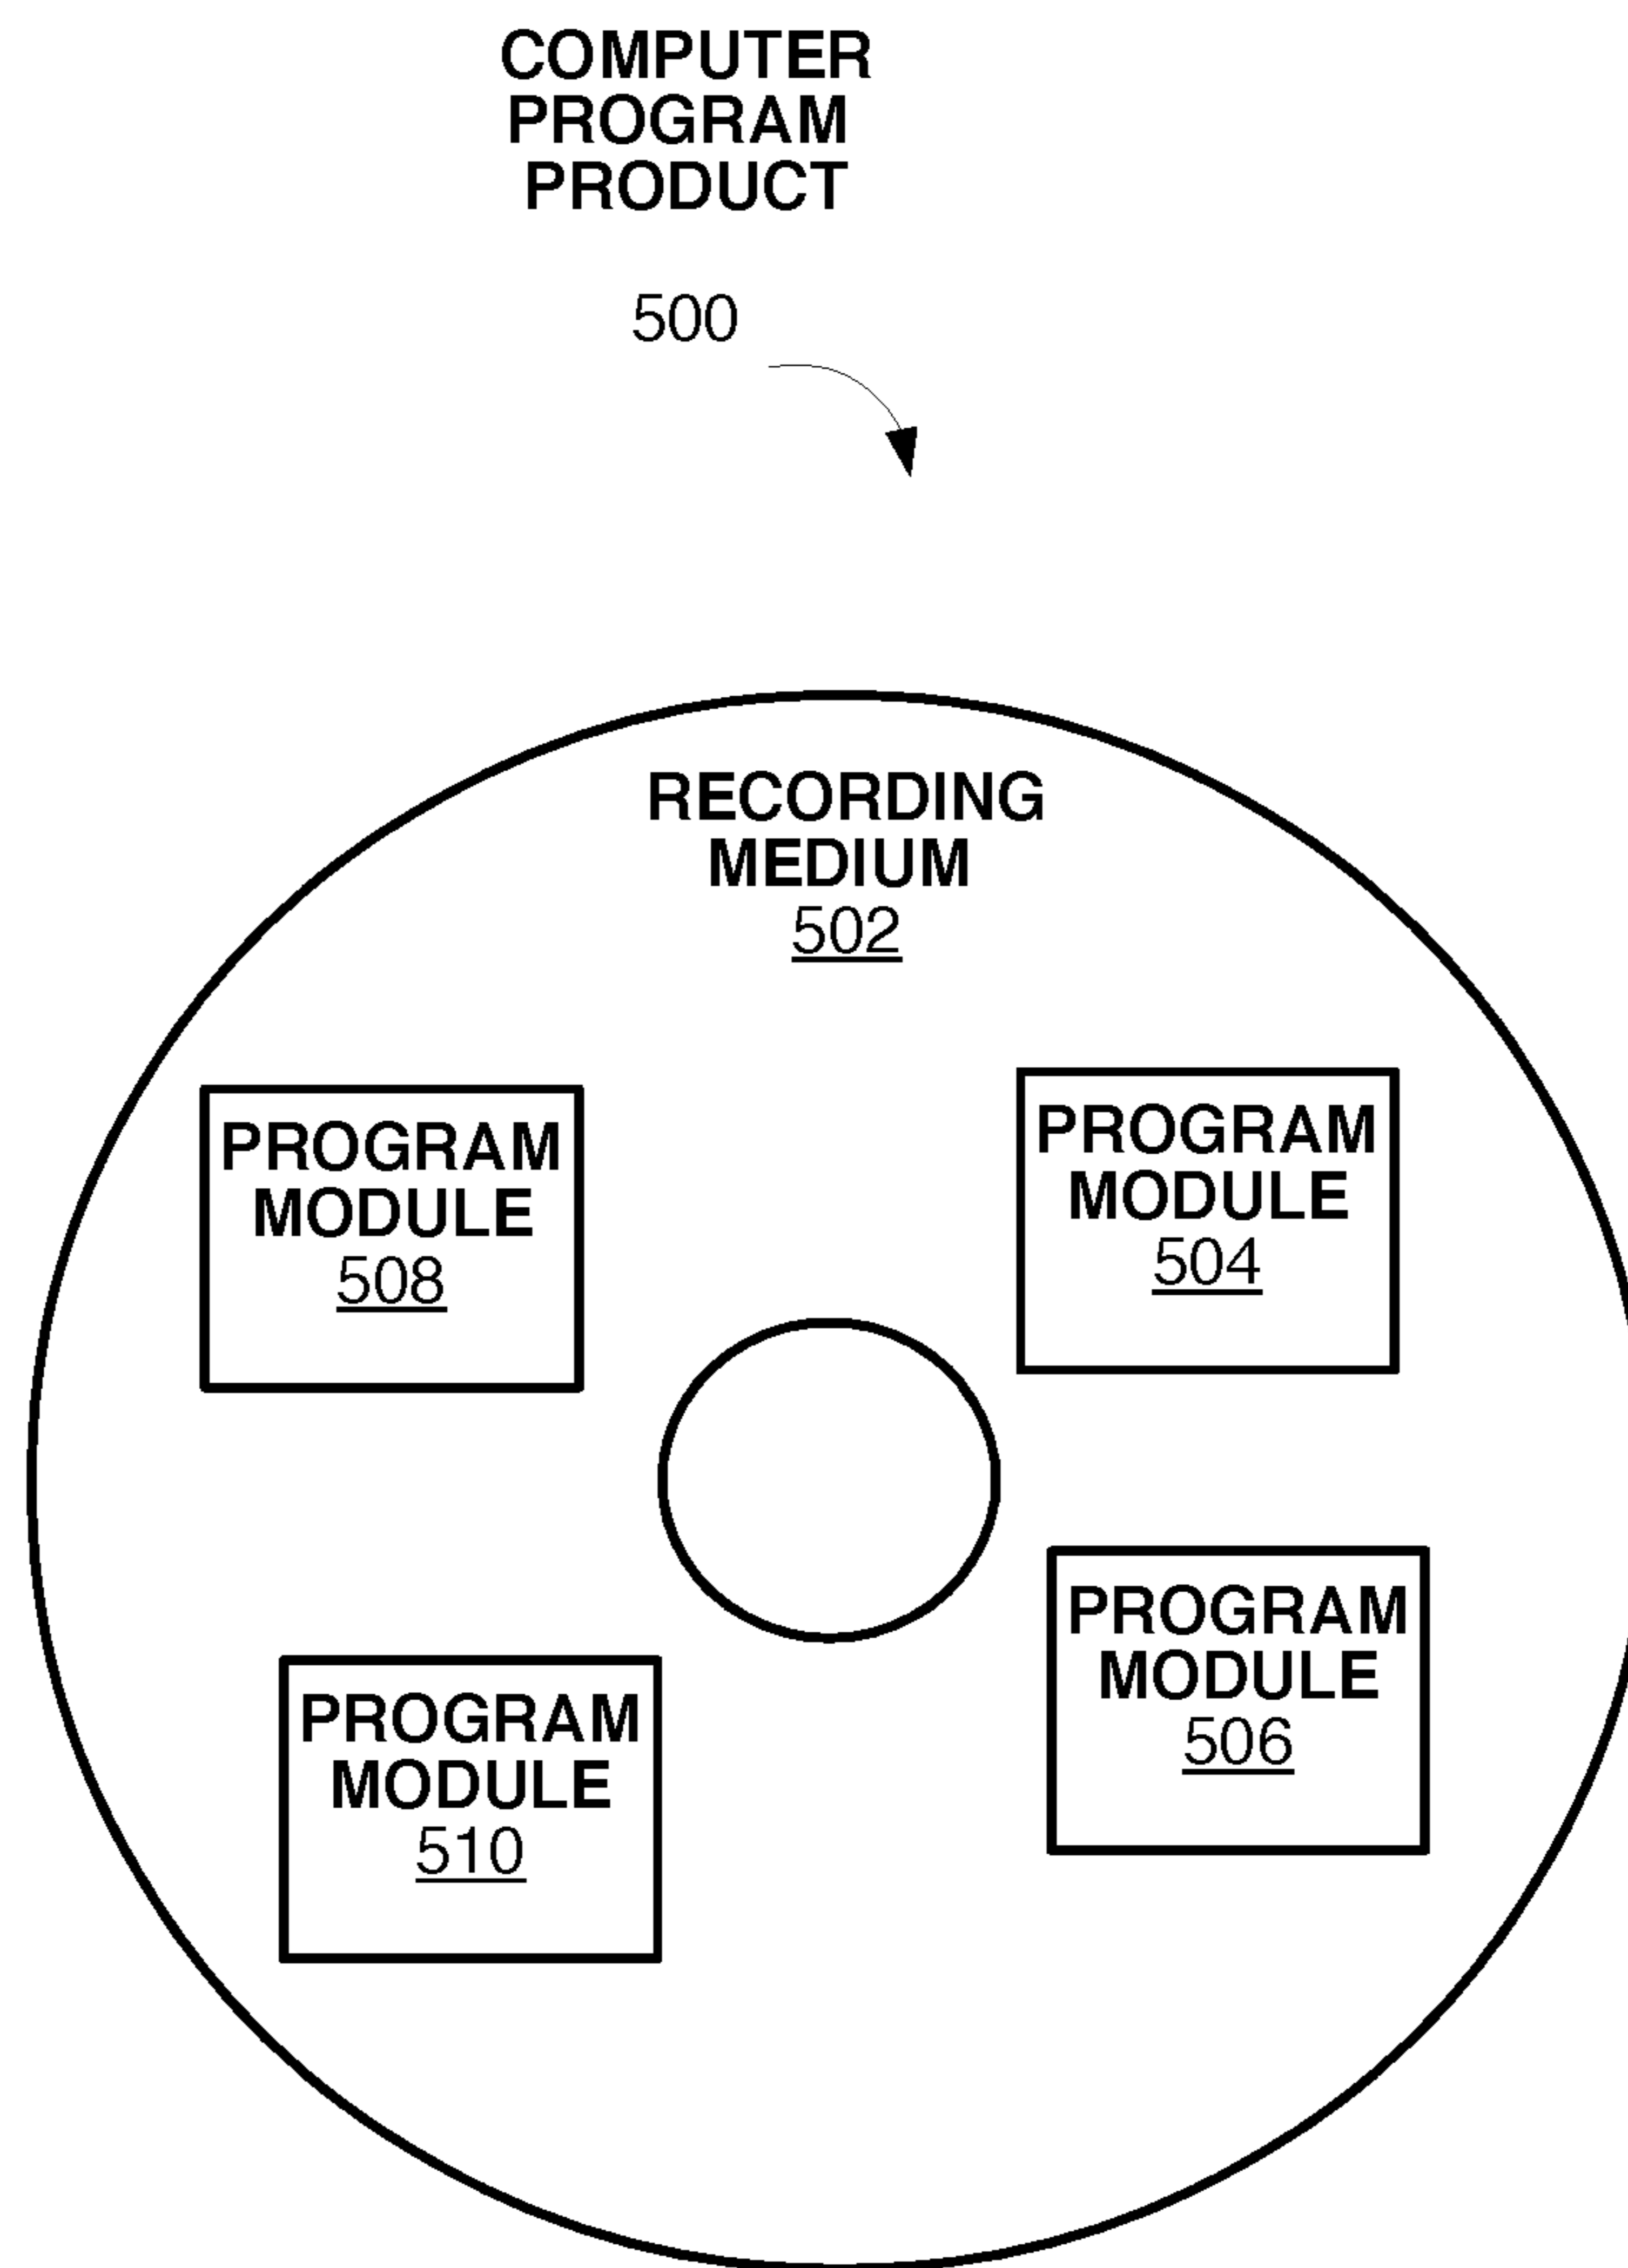 COMPUTER
PROGRAM
PRODUCT
500
RECORDING
MEDIUM
502
PROGRAM
MODULE
508
PROGRAM
MODULE
504
PROGRAM
MODULE
506
PROGRAM
MODULE
510